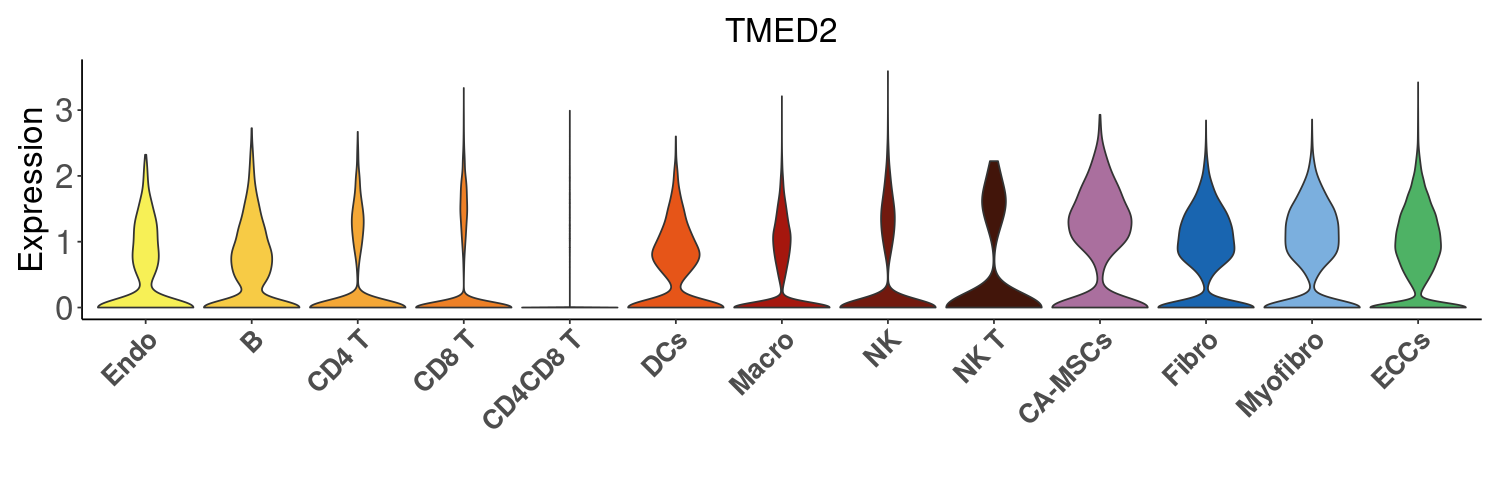 TMED2
Expression
3
2
1
0
Endo
B
CD4 T
CD8 T
CD4CD8 T
DCs
Macro
NK
NK T
CA-MSCs
Fibro
Myofibro
ECCs